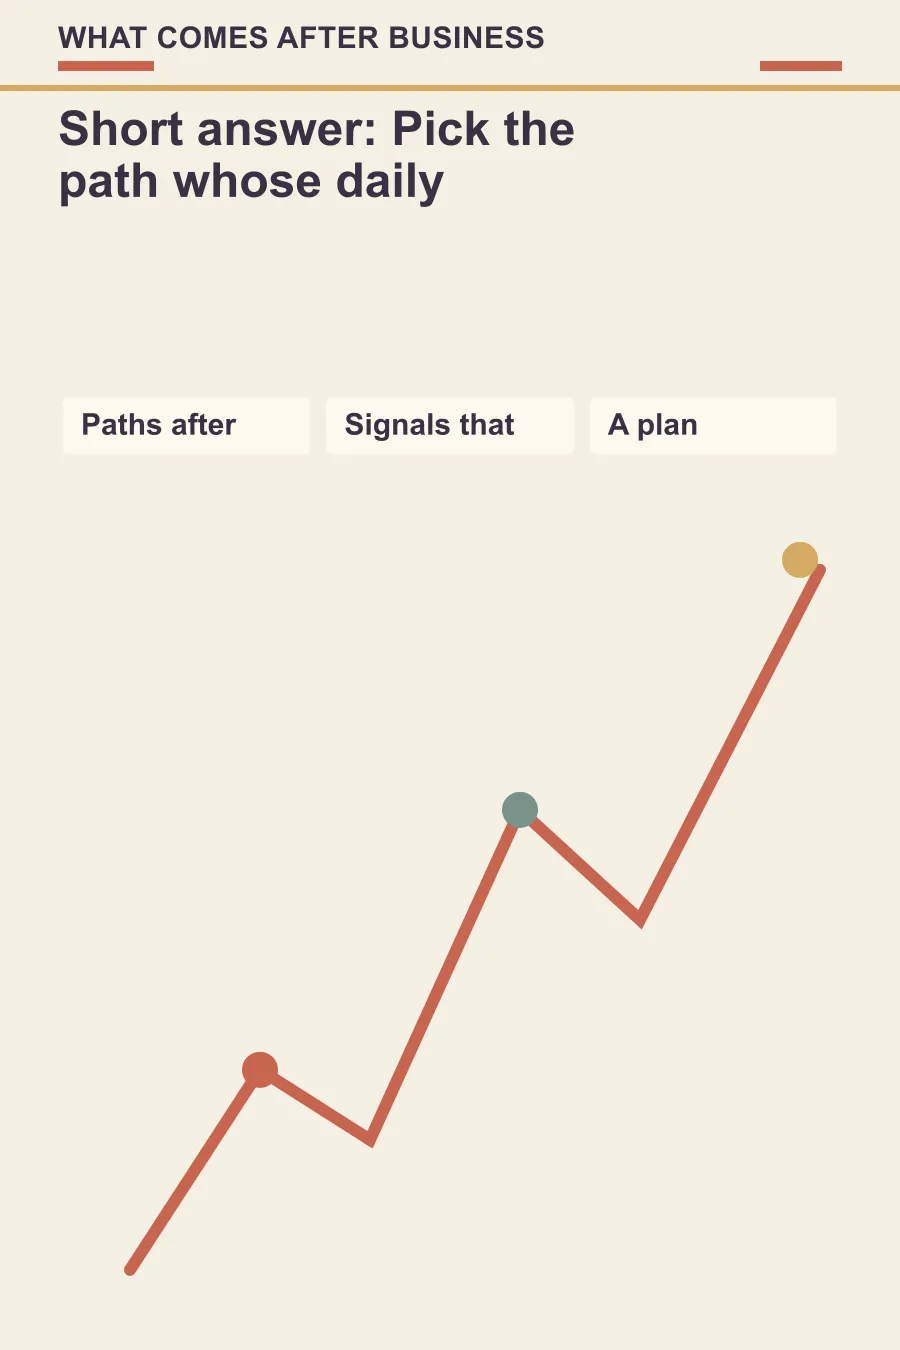 WHAT COMES AFTER BUSINESS
Short answer: Pick the
path whose daily
Paths after
Signals that
A plan